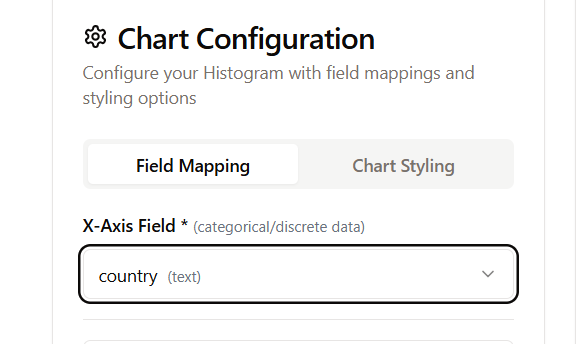 Chart Configuration
Configure your Histogram with field mappings and
styling options
Field Mapping
Chart Styling
X-Axis Field * (categorical/discrete data)
country (text)